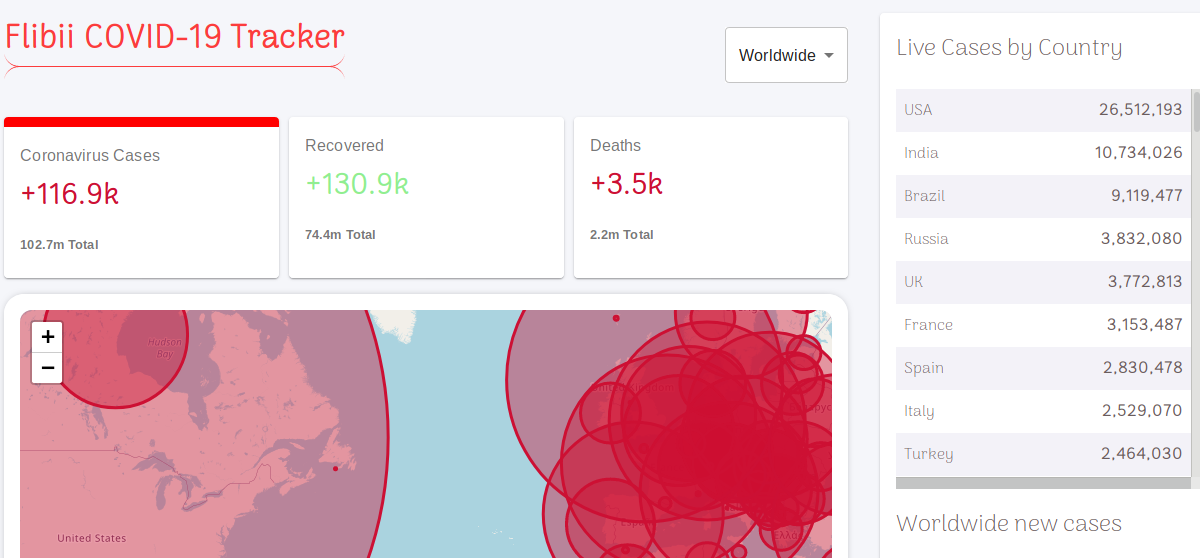 Flibii COVID-19 Tracker
Worldwide
Coronavirus Cases
+116.9k
102.7m Total
Recovered
+130.9k
74.4m Total
Deaths
+3.5k
2.2m Total
+
−
Hudson
Bay
United States
Live Cases by Country
USA 26,512,193
India 10,734,026
Brazil 9,119,477
Russia 3,832,080
UK 3,772,813
France 3,153,487
Spain 2,830,478
Italy 2,529,070
Turkey 2,464,030
Worldwide new cases